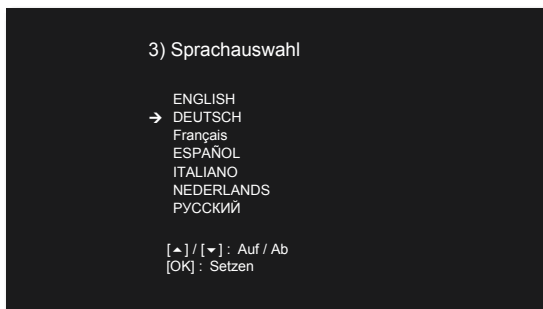 3) Sprachauswahl
ENGLISH
→ DEUTSCH
Français
ESPAÑOL
ITALIANO
NEDERLANDS
РУССКИЙ
[▲] / [▼] : Auf / Ab
[OK] : Setzen